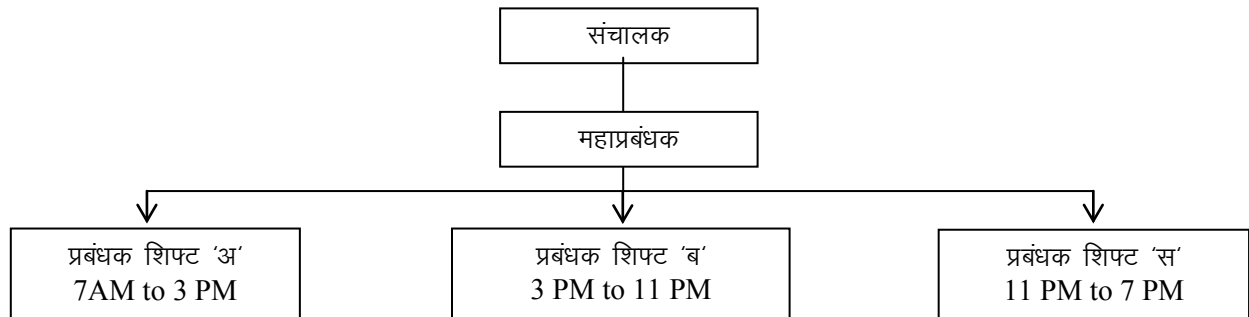 संचालक
महाप्रबंधक
प्रबंधक शिफ्ट 'अ'
7AM to 3 PM
प्रबंधक शिफ्ट 'ब'
3 PM to 11 PM
प्रबंधक शिफ्ट 'स'
11 PM to 7 PM